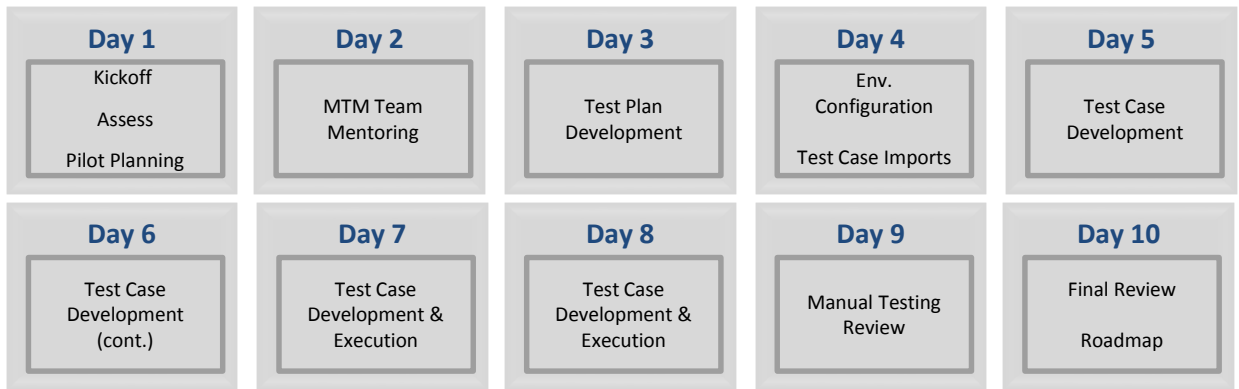 Day 1
Kickoff
Assess
Pilot Planning
Day 2
MTM Team
Mentoring
Day 3
Test Plan
Development
Day 4
Env.
Configuration
Test Case Imports
Day 5
Test Case
Development
Day 6
Test Case
Development
(cont.)
Day 7
Test Case
Development &
Execution
Day 8
Test Case
Development &
Execution
Day 9
Manual Testing
Review
Day 10
Final Review
Roadmap